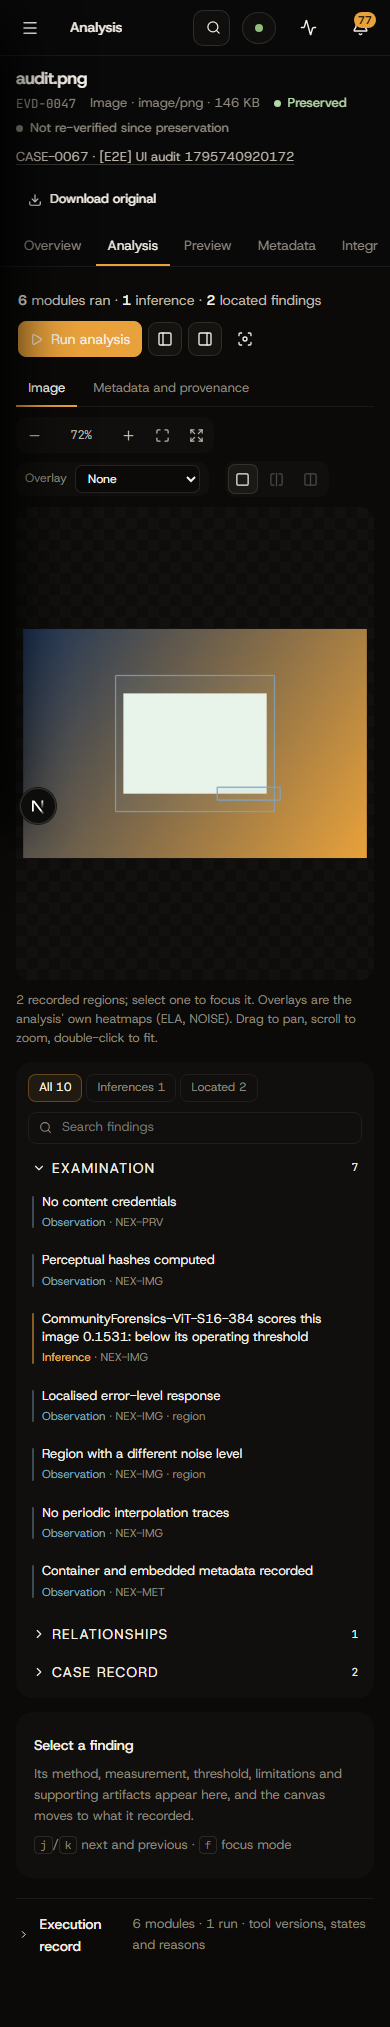 Analysis
77
audit.png
EVD-0047 Image · image/png · 146 KB Preserved
Not re-verified since preservation
CASE-0067 · [E2E] UI audit 1795740920172
Download original
Overview Analysis Preview Metadata Integr
6 modules ran · 1 inference · 2 located findings
Run analysis
Image Metadata and provenance
72%
Overlay None
N
2 recorded regions; select one to focus it. Overlays are the
analysis' own heatmaps (ELA, NOISE). Drag to pan, scroll to
zoom, double-click to fit.
All 10 Inferences 1 Located 2
Search findings
EXAMINATION 7
No content credentials
Observation · NEX-PRV
Perceptual hashes computed
Observation · NEX-IMG
CommunityForensics-ViT-S16-384 scores this
image 0.1531: below its operating threshold
Inference · NEX-IMG
Localised error-level response
Observation · NEX-IMG · region
Region with a different noise level
Observation · NEX-IMG · region
No periodic interpolation traces
Observation · NEX-IMG
Container and embedded metadata recorded
Observation · NEX-MET
RELATIONSHIPS 1
CASE RECORD 2
Select a finding
Its method, measurement, threshold, limitations and
supporting artifacts appear here, and the canvas
moves to what it recorded.
j / k next and previous · f focus mode
Execution record
6 modules · 1 run · tool versions, states
and reasons